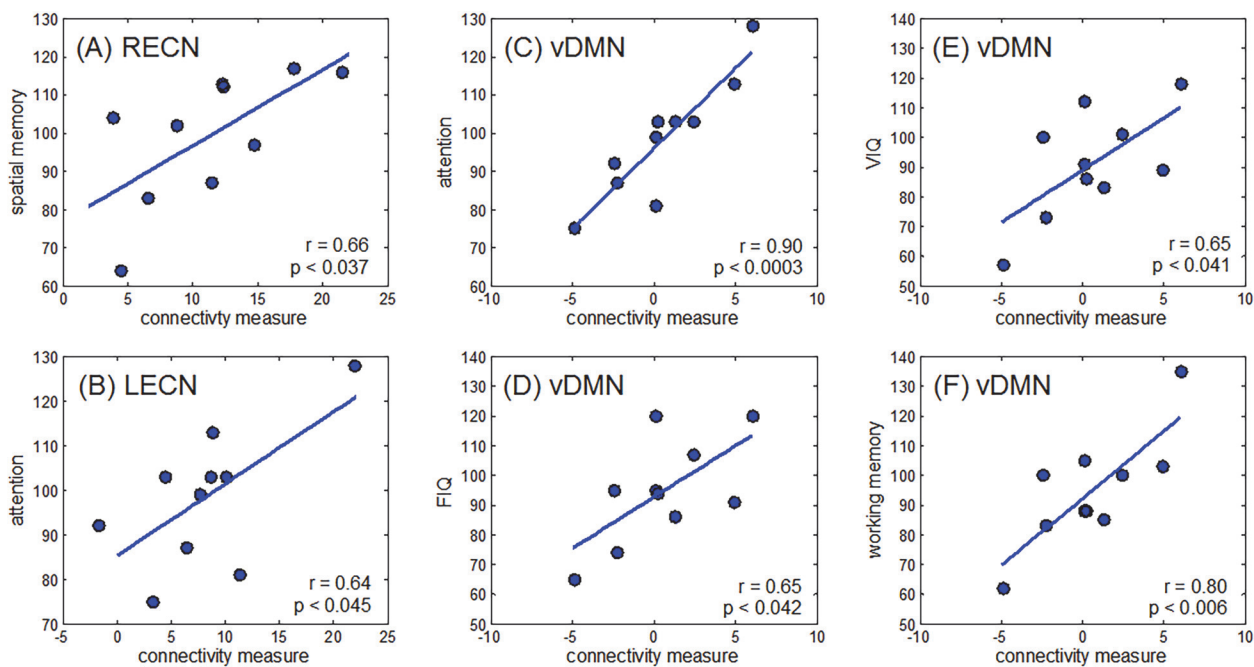 (A) RECN
spatial memory
130
120
110
100
90
80
70
60
r = 0.66
p < 0.037
0 5 10 15 20 25
connectivty measure
(C) vDMN
attention
130
120
110
100
90
80
70
60
r = 0.90
p < 0.0003
-10 -5 0 5 10
connectivity measure
(E) vDMN
VIQ
140
130
120
110
100
90
80
70
60
50
r = 0.65
p < 0.041
-10 -5 0 5 10
connectivity measure
(B) LECN
attention
130
120
110
100
90
80
70
r = 0.64
p < 0.045
-5 0 5 10 15 20 25
connectivity measure
(D) vDMN
FIQ
140
130
120
110
100
90
80
70
60
50
r = 0.65
p < 0.042
-10 -5 0 5 10
connectivity measure
(F) vDMN
working memory
140
130
120
110
100
90
80
70
60
50
r = 0.80
p < 0.006
-10 -5 0 5 10
connectivity measure